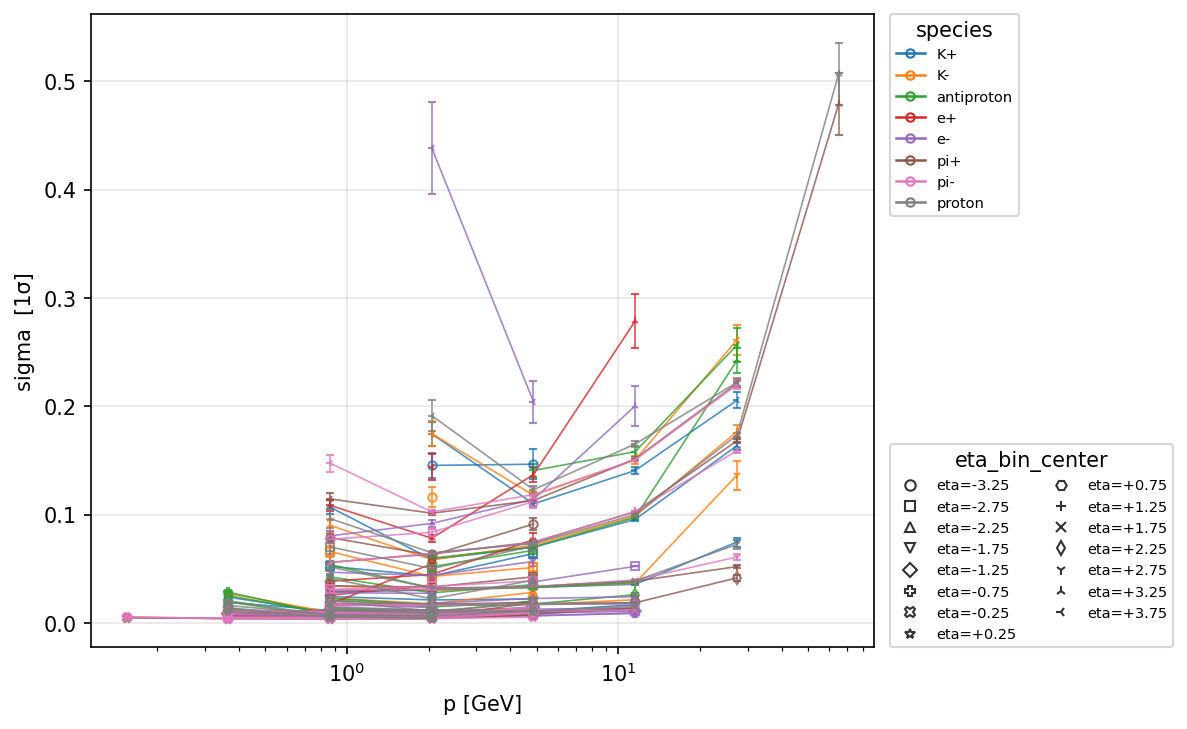 0.5
0.4
0.3
0.2
0.1
0.0
sigma [1σ]
10⁰
10¹
p [GeV]
species
K+
K-
antiproton
e+
e-
pi+
pi-
proton
eta_bin_center
eta=-3.25
eta=-2.75
eta=-2.25
eta=-1.75
eta=-1.25
eta=-0.75
eta=-0.25
eta=+0.25
eta=+0.75
eta=+1.25
eta=+1.75
eta=+2.25
eta=+2.75
eta=+3.25
eta=+3.75